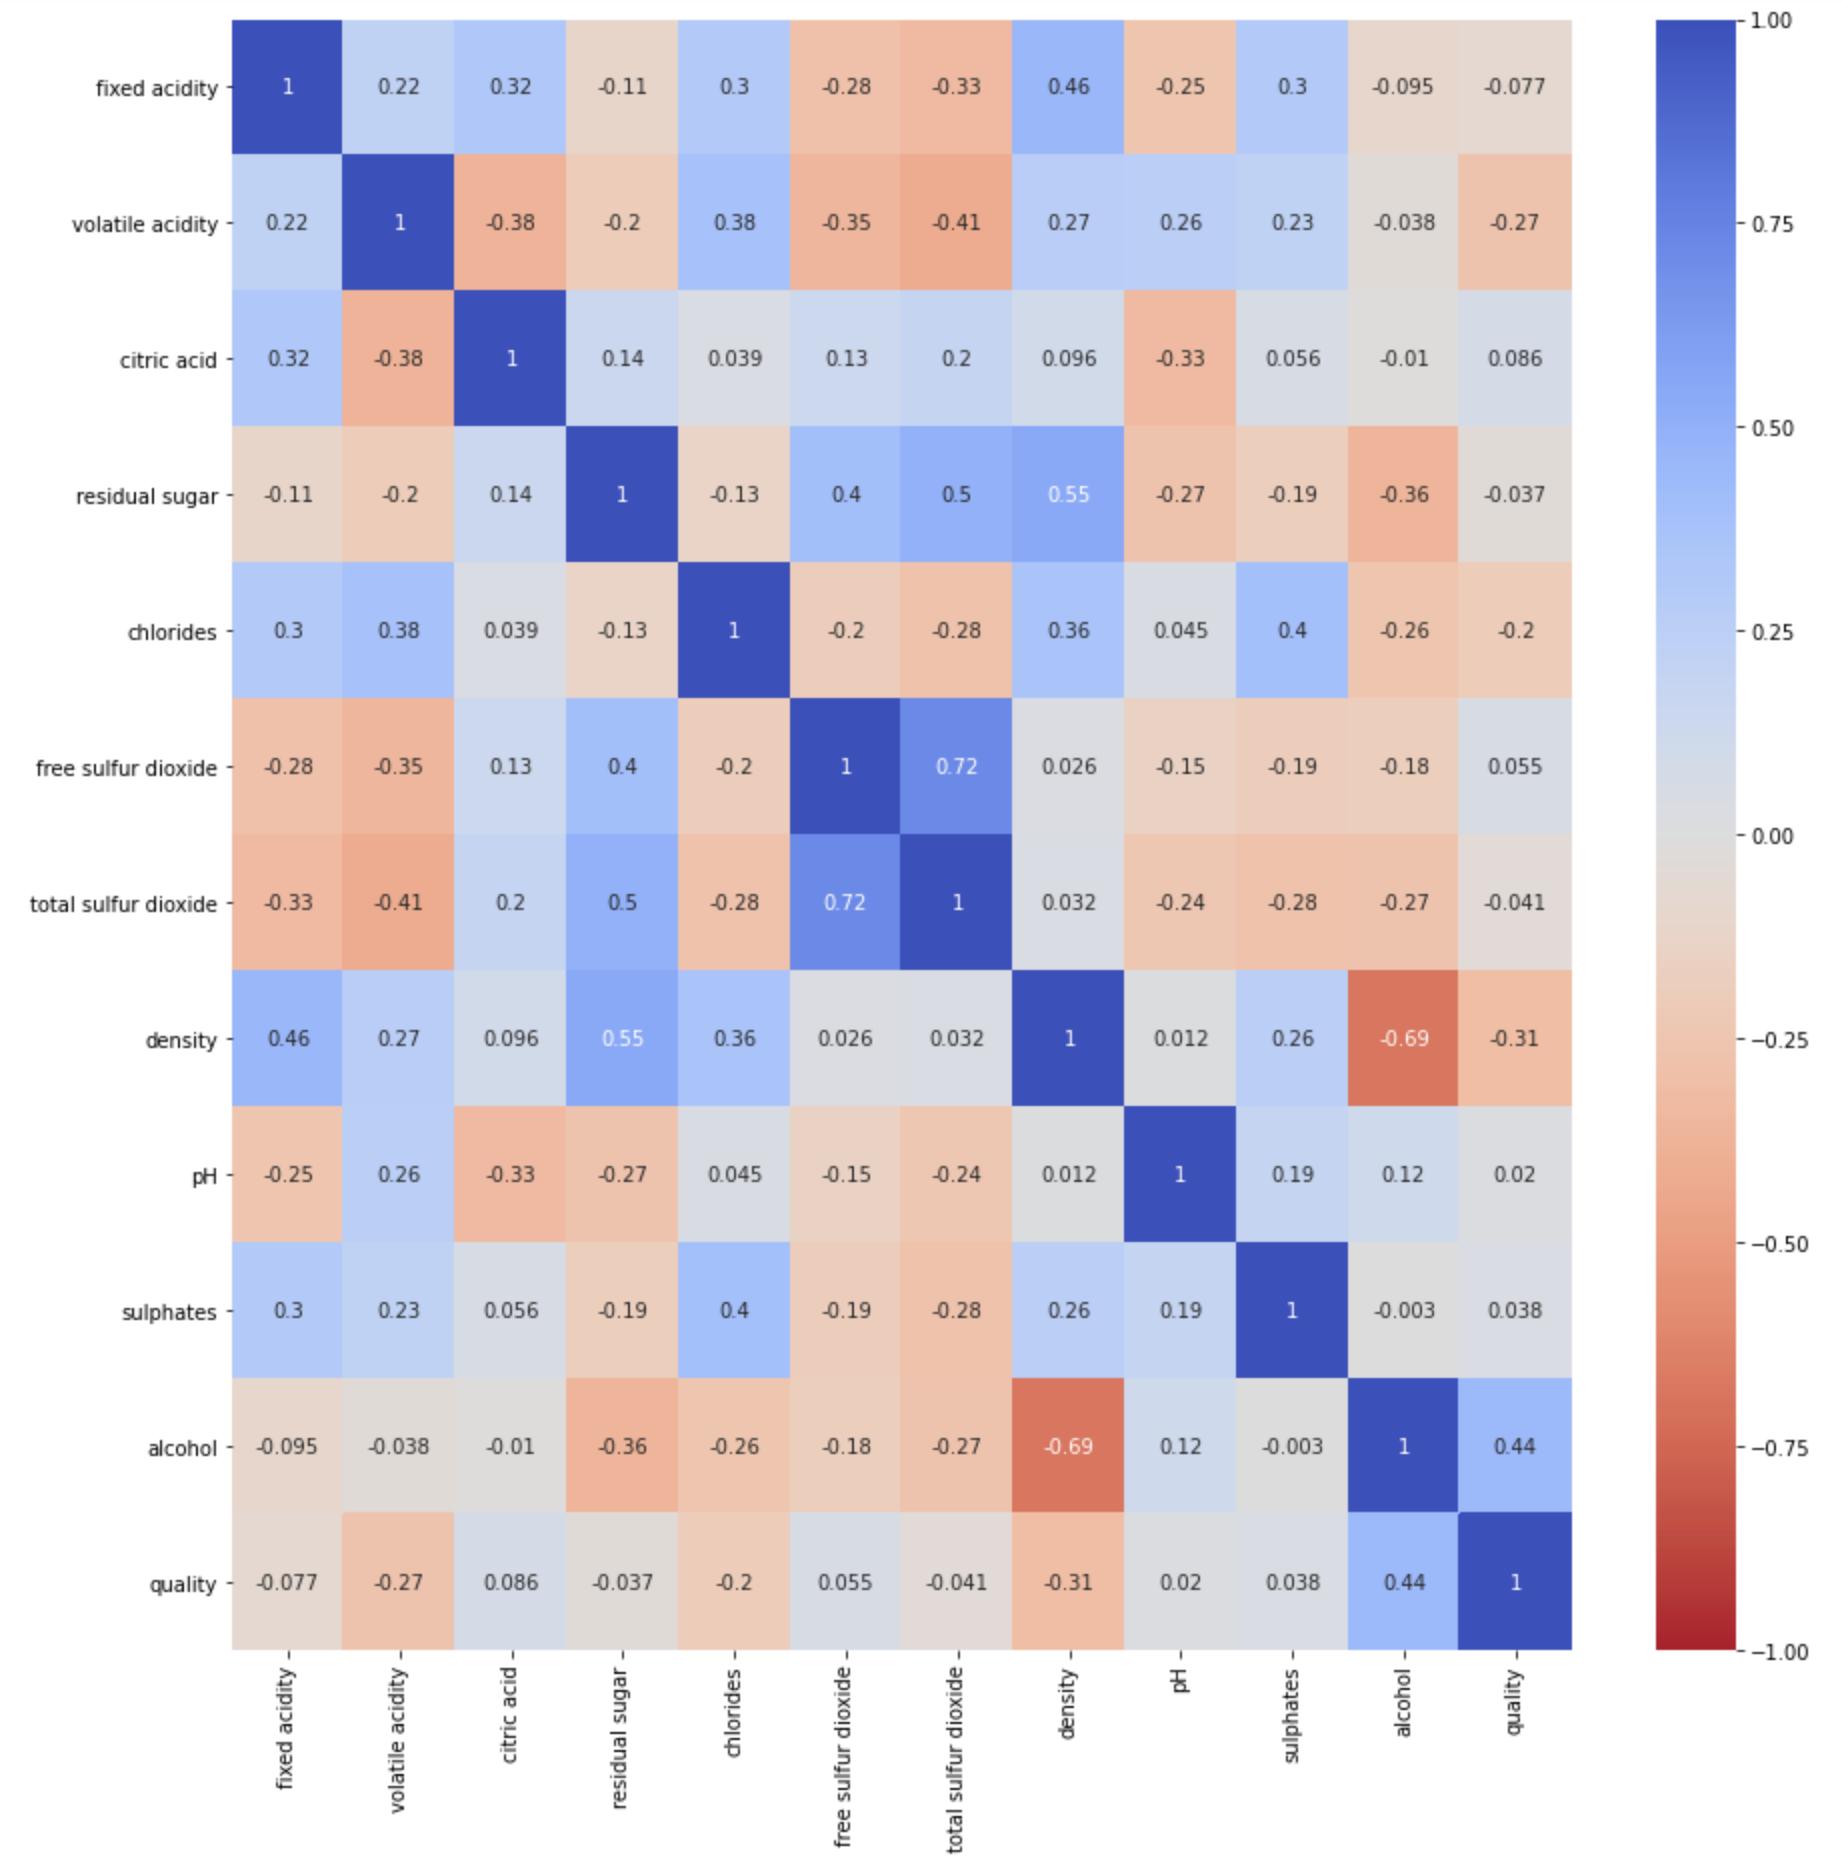 fixed acidity 1 0.22 0.32 -0.11 0.3 -0.28 -0.33 0.46 -0.25 0.3 -0.095 -0.077
volatile acidity 0.22 1 -0.38 -0.2 0.38 -0.35 -0.41 0.27 0.26 0.23 -0.038 -0.27
citric acid 0.32 -0.38 1 0.14 0.039 0.13 0.2 0.096 -0.33 0.056 -0.01 0.086
residual sugar -0.11 -0.2 0.14 1 -0.13 0.4 0.5 0.55 -0.27 -0.19 -0.36 -0.037
chlorides 0.3 0.38 0.039 -0.13 1 -0.2 -0.28 0.36 0.045 0.4 -0.26 -0.2
free sulfur dioxide -0.28 -0.35 0.13 0.4 -0.2 1 0.72 0.026 -0.15 -0.19 -0.18 0.055
total sulfur dioxide -0.33 -0.41 0.2 0.5 -0.28 0.72 1 0.032 -0.24 -0.28 -0.27 -0.041
density 0.46 0.27 0.096 0.55 0.36 0.026 0.032 1 0.012 0.26 -0.69 -0.31
pH -0.25 0.26 -0.33 -0.27 0.045 -0.15 -0.24 0.012 1 0.19 0.12 0.02
sulphates 0.3 0.23 0.056 -0.19 0.4 -0.19 -0.28 0.26 0.19 1 -0.003 0.038
alcohol -0.095 -0.038 -0.01 -0.36 -0.26 -0.18 -0.27 -0.69 0.12 -0.003 1 0.44
quality -0.077 -0.27 0.086 -0.037 -0.2 0.055 -0.041 -0.31 0.02 0.038 0.44 1
fixed acidity
volatile acidity
citric acid
residual sugar
chlorides
free sulfur dioxide
total sulfur dioxide
density
pH
sulphates
alcohol
quality
1.00
0.75
0.50
0.25
0.00
−0.25
−0.50
−0.75
−1.00